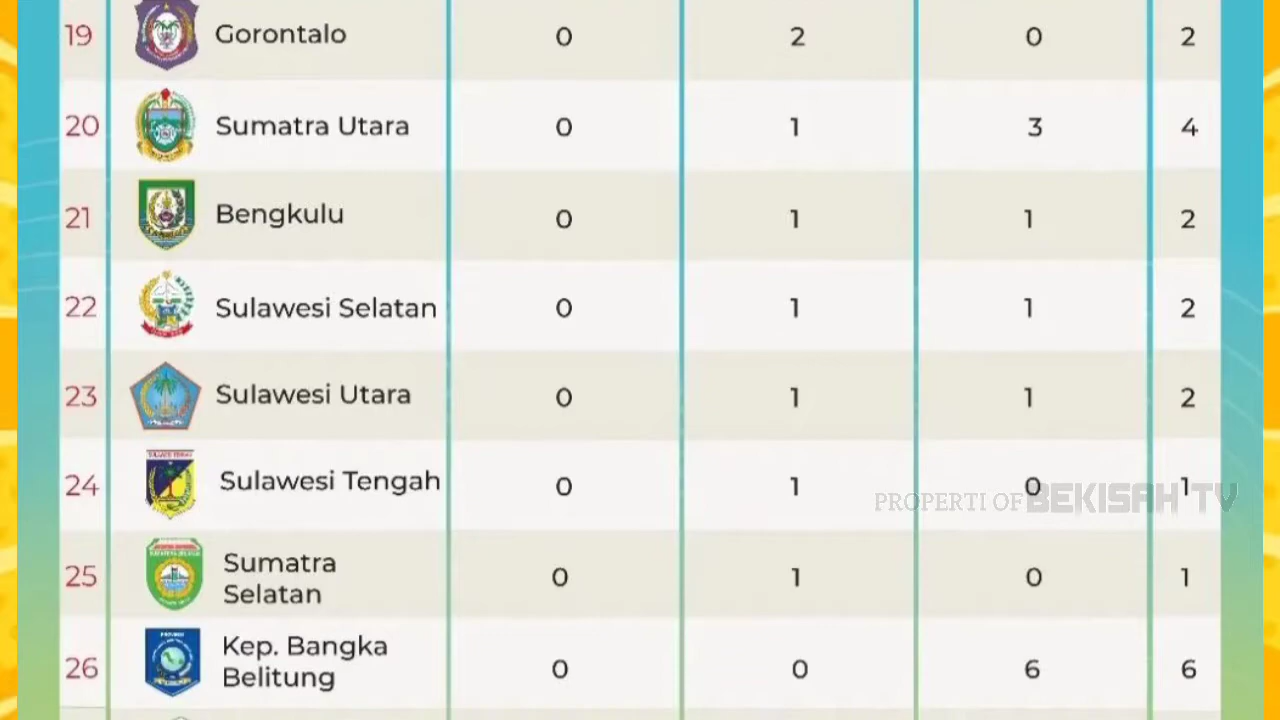 19 Gorontalo 0 2 0 2
20 Sumatra Utara 0 1 3 4
21 Bengkulu 0 1 1 2
22 Sulawesi Selatan 0 1 1 2
23 Sulawesi Utara 0 1 1 2
24 Sulawesi Tengah 0 1 0 1
PROPERTI OF BEKISAH TV
25 Sumatra Selatan 0 1 0 1
26 Kep. Bangka Belitung 0 0 6 6